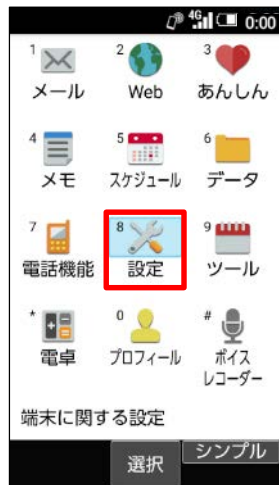 4G 0:00
1 2 3
メール Web あんしん
4 5 6
メモ スケジュール データ
7 8 9
電話機能 設定 ツール
* 0 #
電卓 プロフィール ボイス
レコーダー
端末に関する設定
選択 シンプル